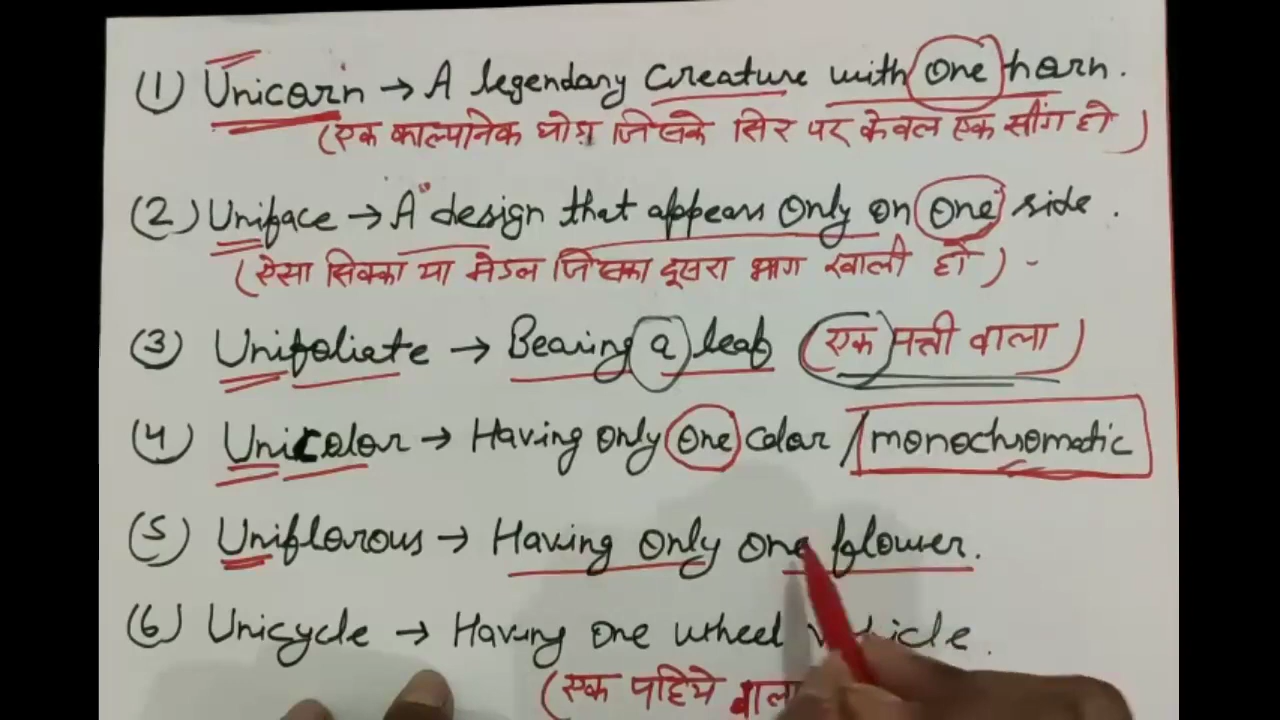 (1) Unicorn → A legendary creature with one horn.
(एक काल्पनिक घोड़ा जिसके सिर पर केवल एक सींग हो)
(2) Uniface → A design that appears only on one side.
(ऐसा सिक्का या मेडल जिसका दूसरा भाग खाली हो)
(3) Unifoliate → Bearing a leaf (एक पत्ती वाला)
(4) Unicolor → Having only one color / monochromatic
(5) Uniflorous → Having only one flower.
(6) Unicycle → Having one wheel vehicle.
(एक पहिये वाला